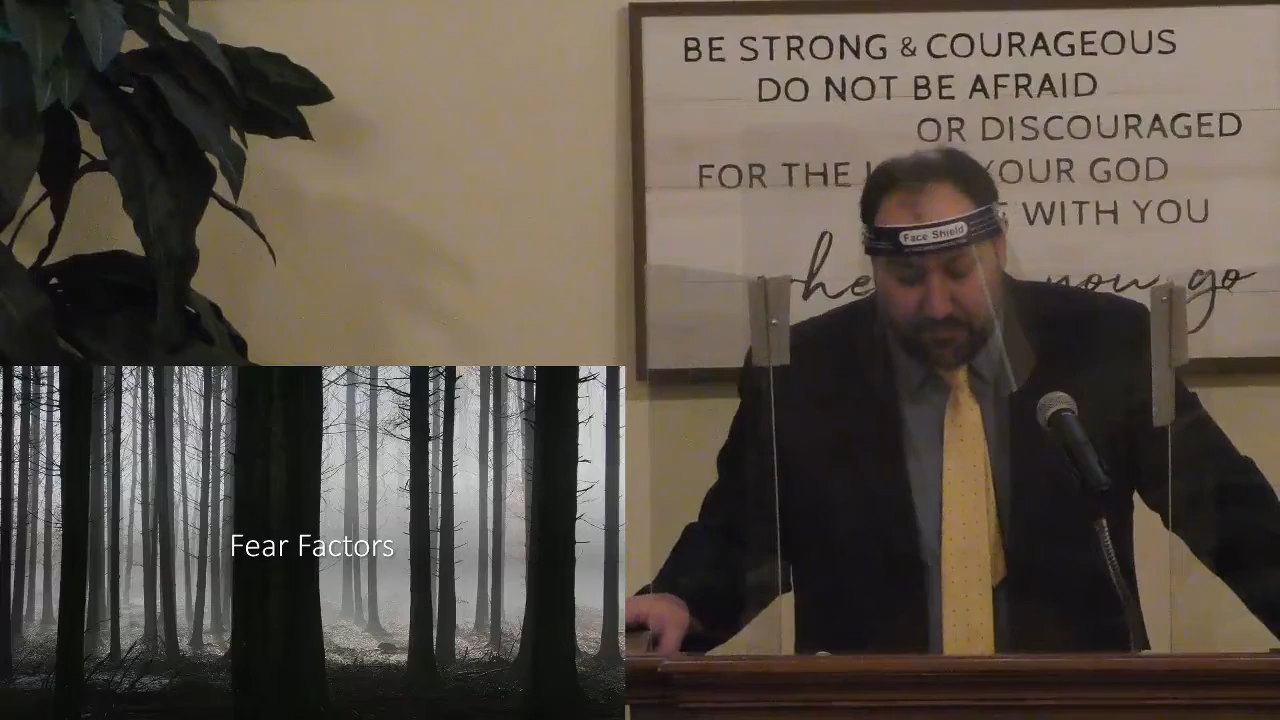 BE STRONG & COURAGEOUS
DO NOT BE AFRAID
OR DISCOURAGED
FOR THE YOUR GOD
WITH YOU
go
Face Shield
Fear Factors